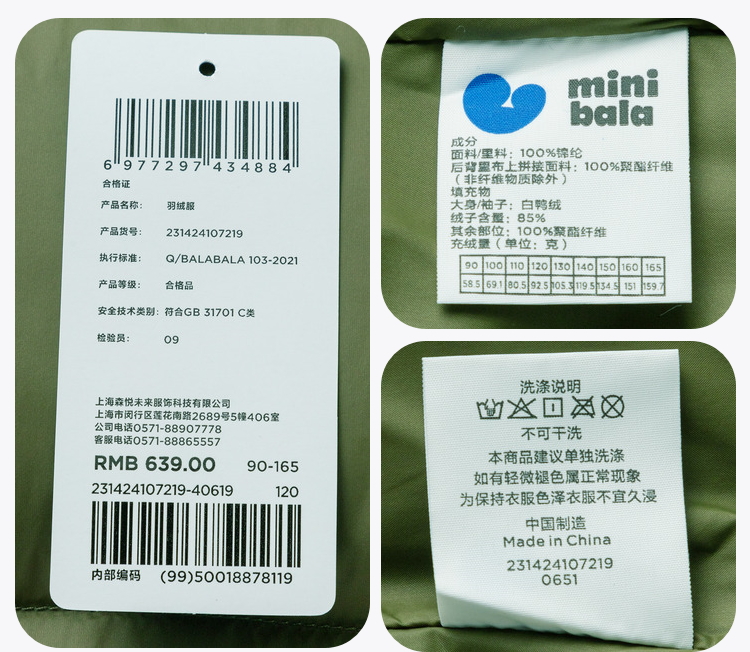 6 977297 434884
合格证
产品名称: 羽绒服
产品货号: 231424107219
执行标准: Q/BALABALA 103-2021
产品等级: 合格品
安全技术类别: 符合GB 31701 C类
检验员: 09
上海森悦未来服饰科技有限公司
上海市闵行区莲花南路2689号5幢406室
公司电话0571-88907778
客服电话0571-88865557
RMB 639.00 90-165
231424107219-40619 120
内部编码 (99)50018878119
mini
bala
成分
面料/里料: 100%锦纶
后背里布上拼接面料: 100%聚酯纤维
(非纤维物质除外)
填充物
大身/袖子: 白鸭绒
绒子含量: 85%
其余部位: 100%聚酯纤维
充绒量(单位: 克)
90 100 110 120 130 140 150 160 165
58.5 69.1 80.5 92.5 105.3 119.5 134.5 151 159.7
洗涤说明
不可干洗
本商品建议单独洗涤
如有轻微褪色属正常现象
为保持衣服色泽衣服不宜久浸
中国制造
Made in China
231424107219
0651